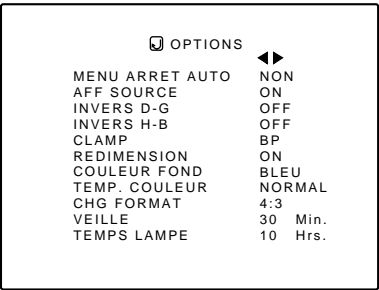 OPTIONS
◀▶
MENU ARRET AUTO NON
AFF SOURCE ON
INVERS D-G OFF
INVERS H-B OFF
CLAMP BP
REDIMENSION ON
COULEUR FOND BLEU
TEMP. COULEUR NORMAL
CHG FORMAT 4:3
VEILLE 30 Min.
TEMPS LAMPE 10 Hrs.